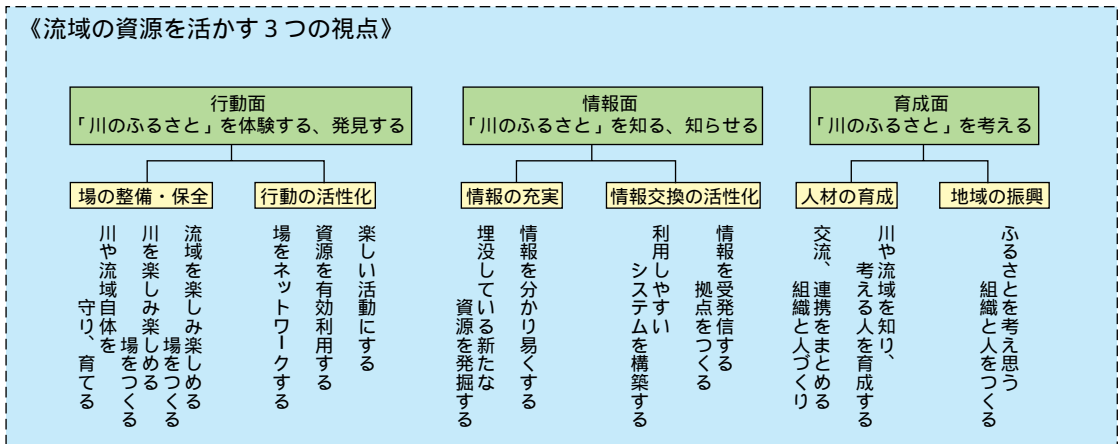 《流域の資源を活かす３つの視点》
行動面
「川のふるさと」を体験する、発見する
情報面
「川のふるさと」を知る、知らせる
育成面
「川のふるさと」を考える
場の整備・保全
行動の活性化
情報の充実
情報交換の活性化
人材の育成
地域の振興
流域を楽しみ楽しめる
場をつくる
川を楽しみ楽しめる
場をつくる
川や流域自体を
守り、育てる
楽しい活動にする
資源を有効利用する
場をネットワークする
情報を分かり易くする
埋没している新たな
資源を発掘する
情報を受発信する
拠点をつくる
利用しやすい
システムを構築する
川や流域を知り、
考える人を育成する
交流、連携をまとめる
組織と人づくり
ふるさとを考え思う
組織と人をつくる